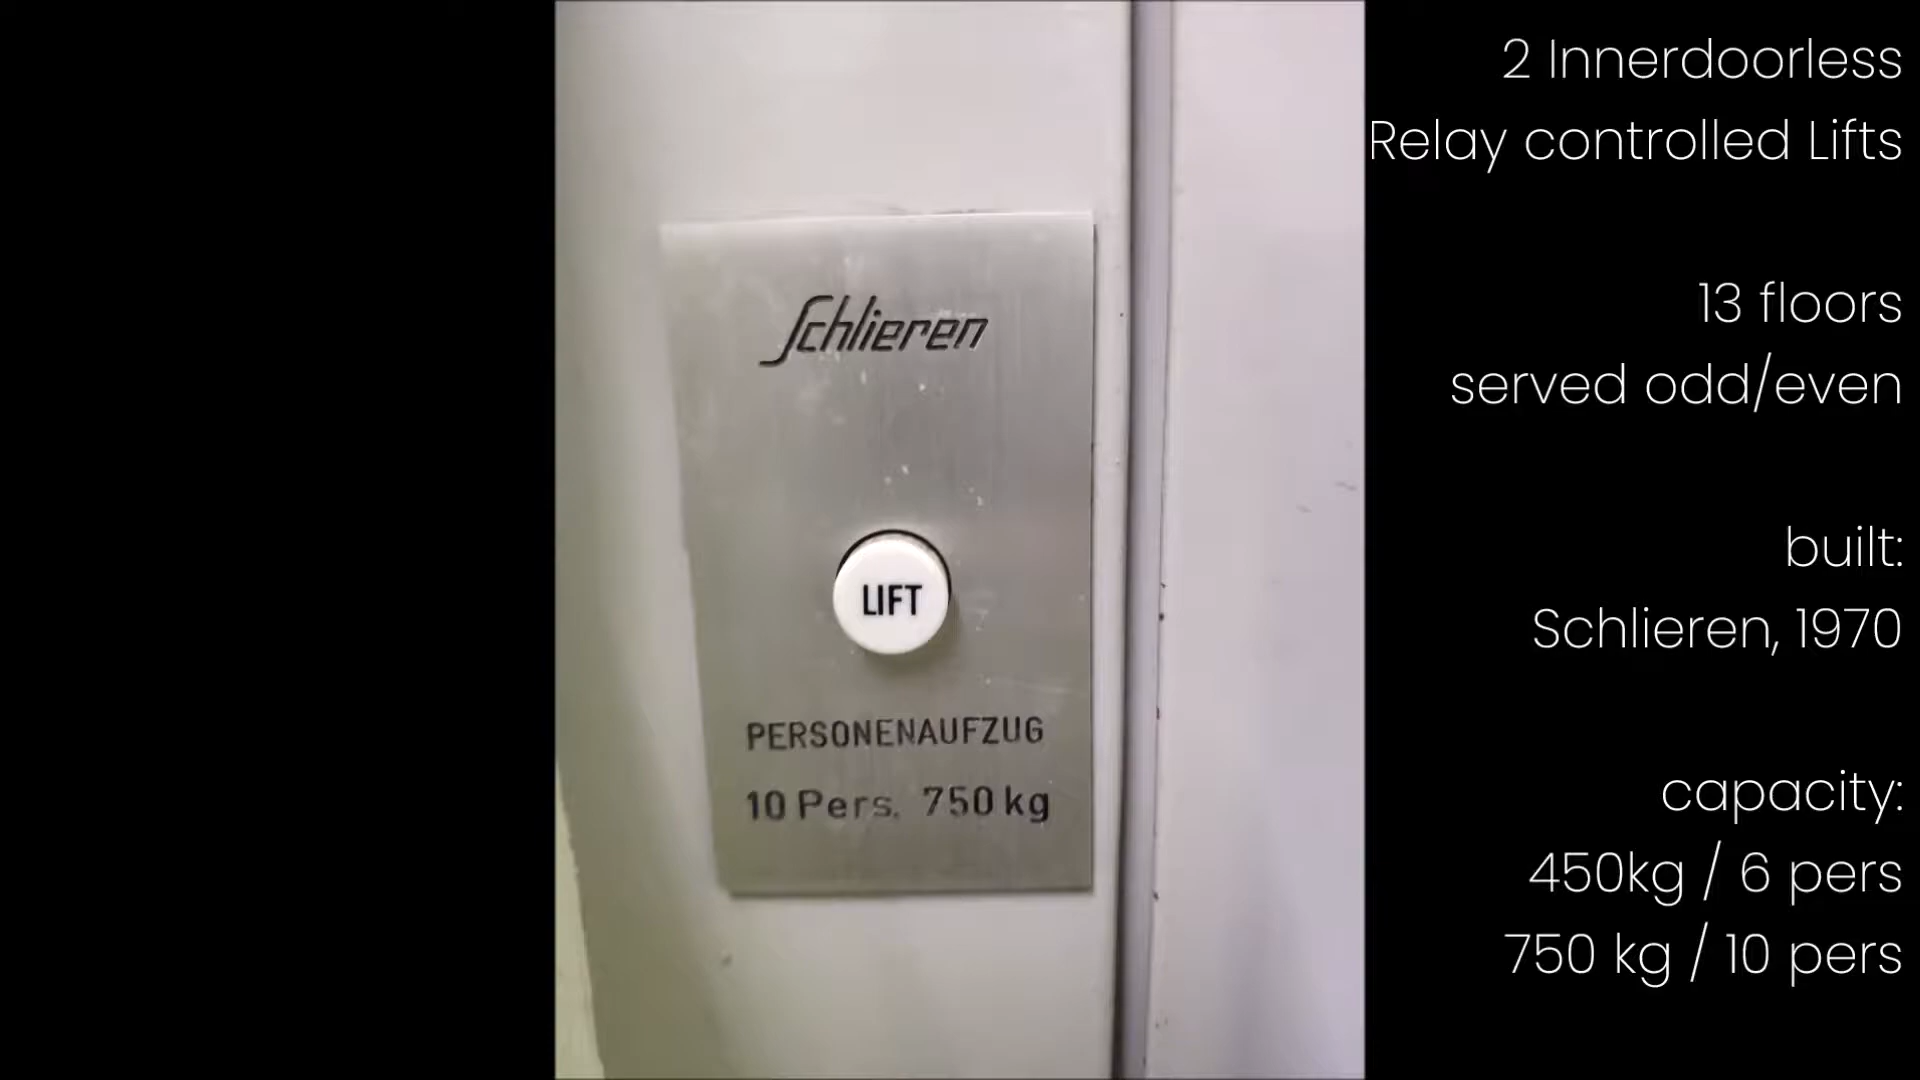 Schlieren
LIFT
PERSONENAUFZUG
10 Pers. 750 kg
2 Innerdoorless
Relay controlled Lifts
13 floors
served odd/even
built:
Schlieren, 1970
capacity:
450kg / 6 pers
750 kg / 10 pers